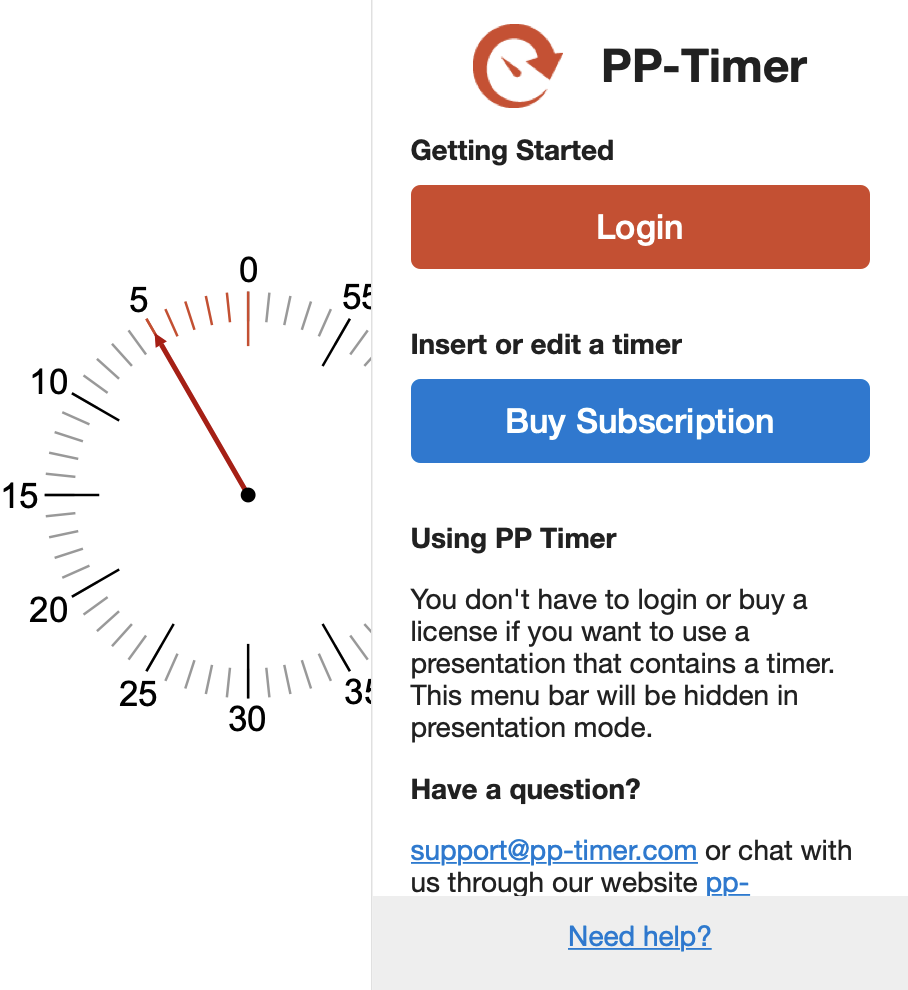 PP-Timer
Getting Started
Login
0
5
55
Insert or edit a timer
10
Buy Subscription
15
Using PP Timer
You don't have to login or buy a
20
license if you want to use a
presentation that contains a timer.
25
35
This menu bar will be hidden in
30
presentation mode.
Have a question?
support@pp-timer.com or chat with
us through our website pp-
Need help?